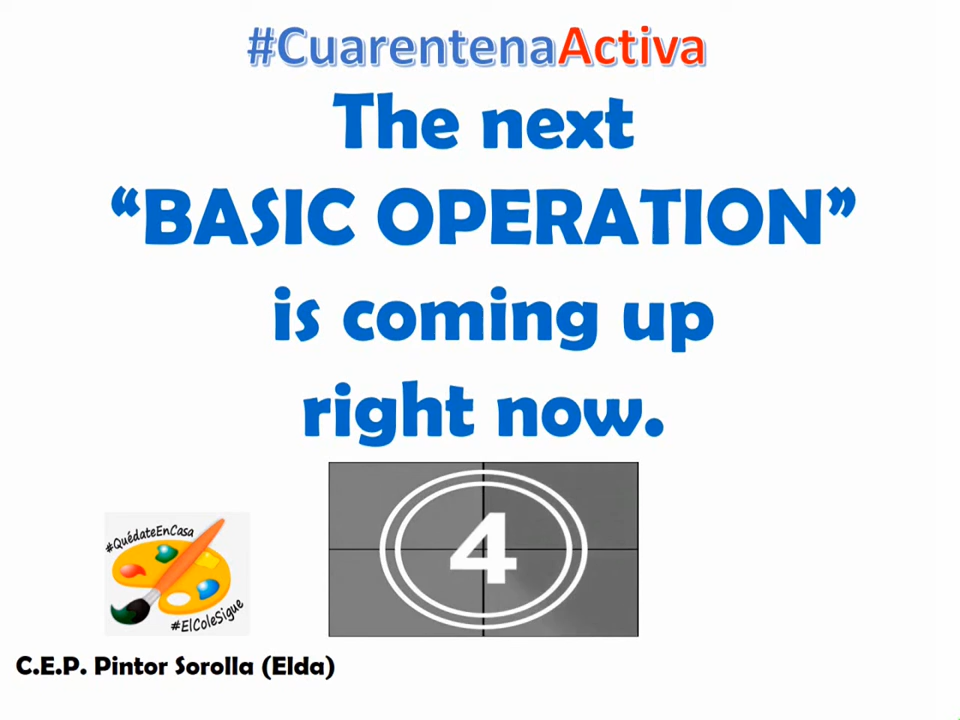 #CuarentenaActiva
The next
“BASIC OPERATION”
is coming up
right now.
4
#QuédateEnCasa
#ElColeSigue
C.E.P. Pintor Sorolla (Elda)